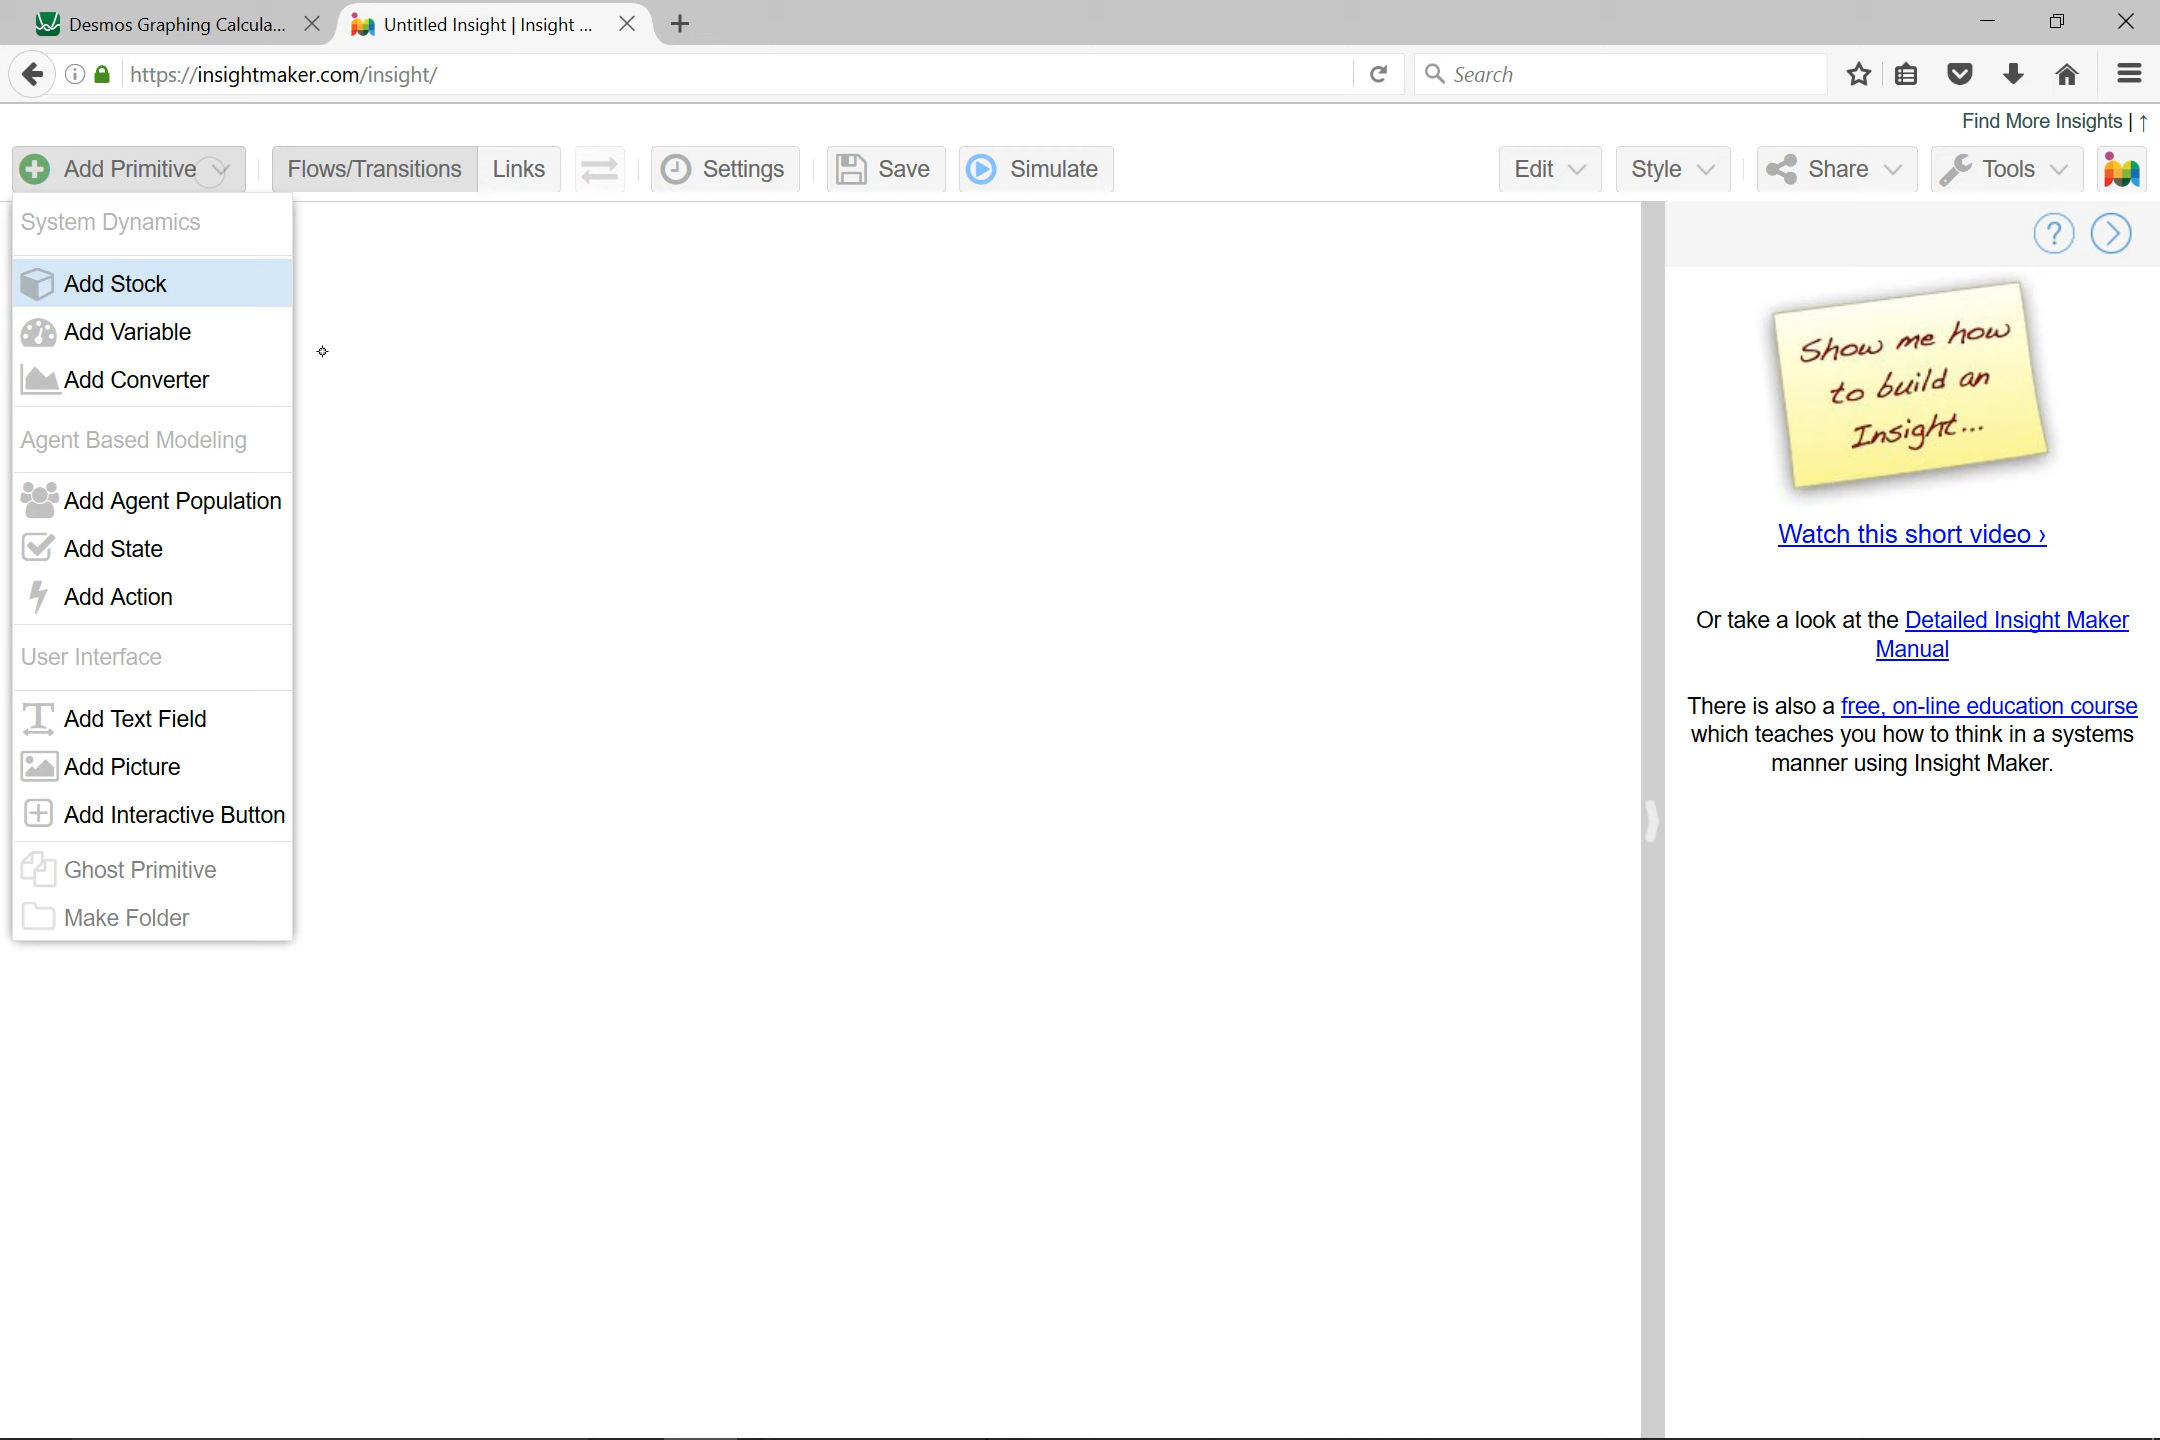 Desmos Graphing Calcula...
Untitled Insight | Insight ...
https://insightmaker.com/insight/
Search
Find More Insights | ↑
Add Primitive
Flows/Transitions
Links
Settings
Save
Simulate
Edit
Style
Share
Tools
System Dynamics
Add Stock
Add Variable
Add Converter
Agent Based Modeling
Add Agent Population
Add State
Add Action
User Interface
Add Text Field
Add Picture
Add Interactive Button
Ghost Primitive
Make Folder
?
Show me how
to build an
Insight...
Watch this short video ›
Or take a look at the Detailed Insight Maker
Manual
There is also a free, on-line education course
which teaches you how to think in a systems
manner using Insight Maker.